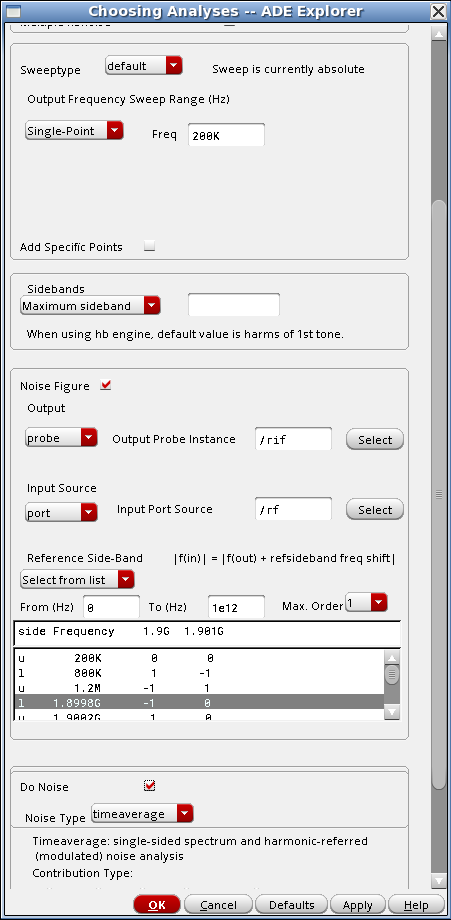 Choosing Analyses -- ADE Explorer
Sweeptype default Sweep is currently absolute
Output Frequency Sweep Range (Hz)
Single-Point Freq 200K
Add Specific Points
Sidebands
Maximum sideband
When using hb engine, default value is harms of 1st tone.
Noise Figure
Output
probe Output Probe Instance /rif Select
Input Source
port Input Port Source /rf Select
Reference Side-Band |f(in)| = |f(out) + refsideband freq shift|
Select from list
From (Hz) 0 To (Hz) 1e12 Max. Order 1
side Frequency 1.9G 1.901G
u 200K 0 0
l 800K 1 -1
u 1.2M -1 1
l 1.8998G -1 0
u 1.9002G 1 0
Do Noise
Noise Type timeaverage
Timeaverage: single-sided spectrum and harmonic-referred
(modulated) noise analysis
Contribution Type:
OK Cancel Defaults Apply Help